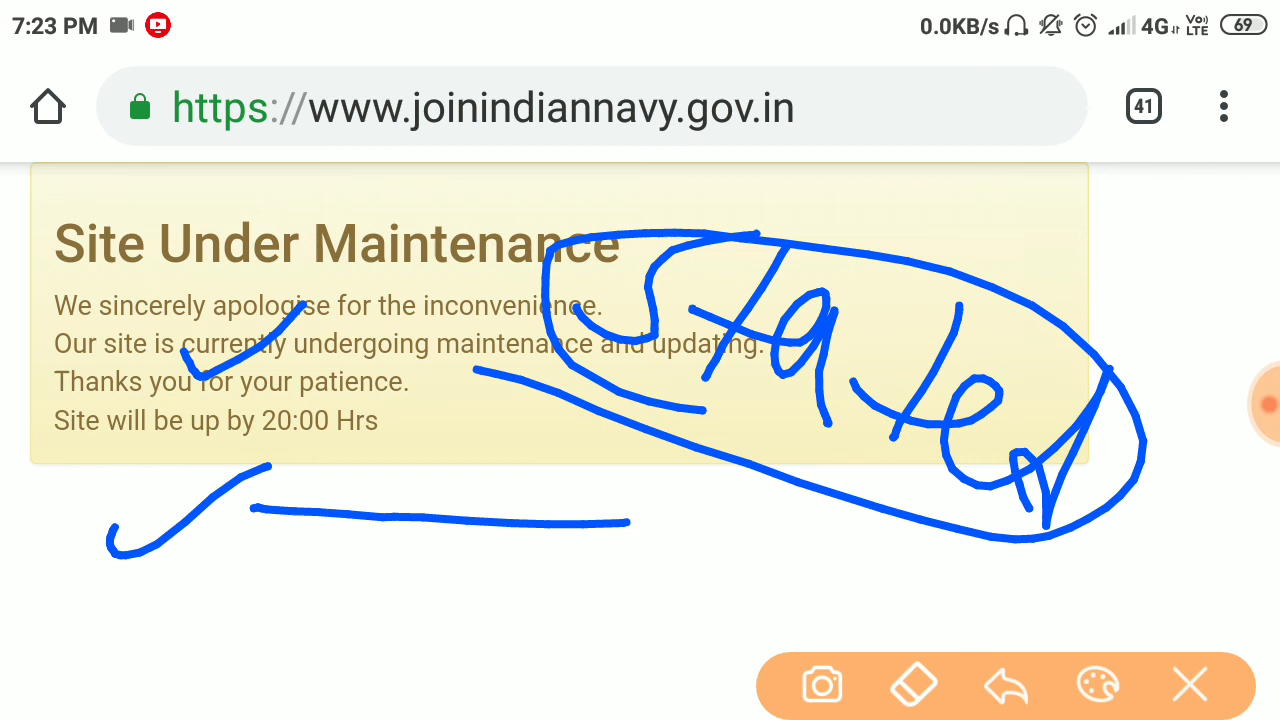 7:23 PM 0.0KB/s 4G Vo)) LTE 69
https://www.joinindiannavy.gov.in 41
Site Under Maintenance
We sincerely apologise for the inconvenience.
Our site is currently undergoing maintenance and updating.
Thanks you for your patience.
Site will be up by 20:00 Hrs